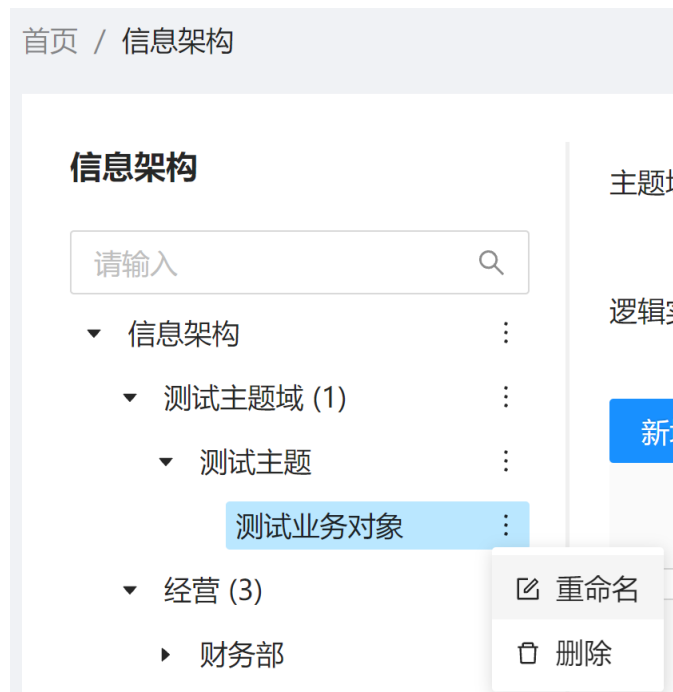 首页 / 信息架构
信息架构
主题
请输入
逻辑
信息架构
测试主题域 (1)
测试主题
新
测试业务对象
经营 (3)
重命名
财务部
删除